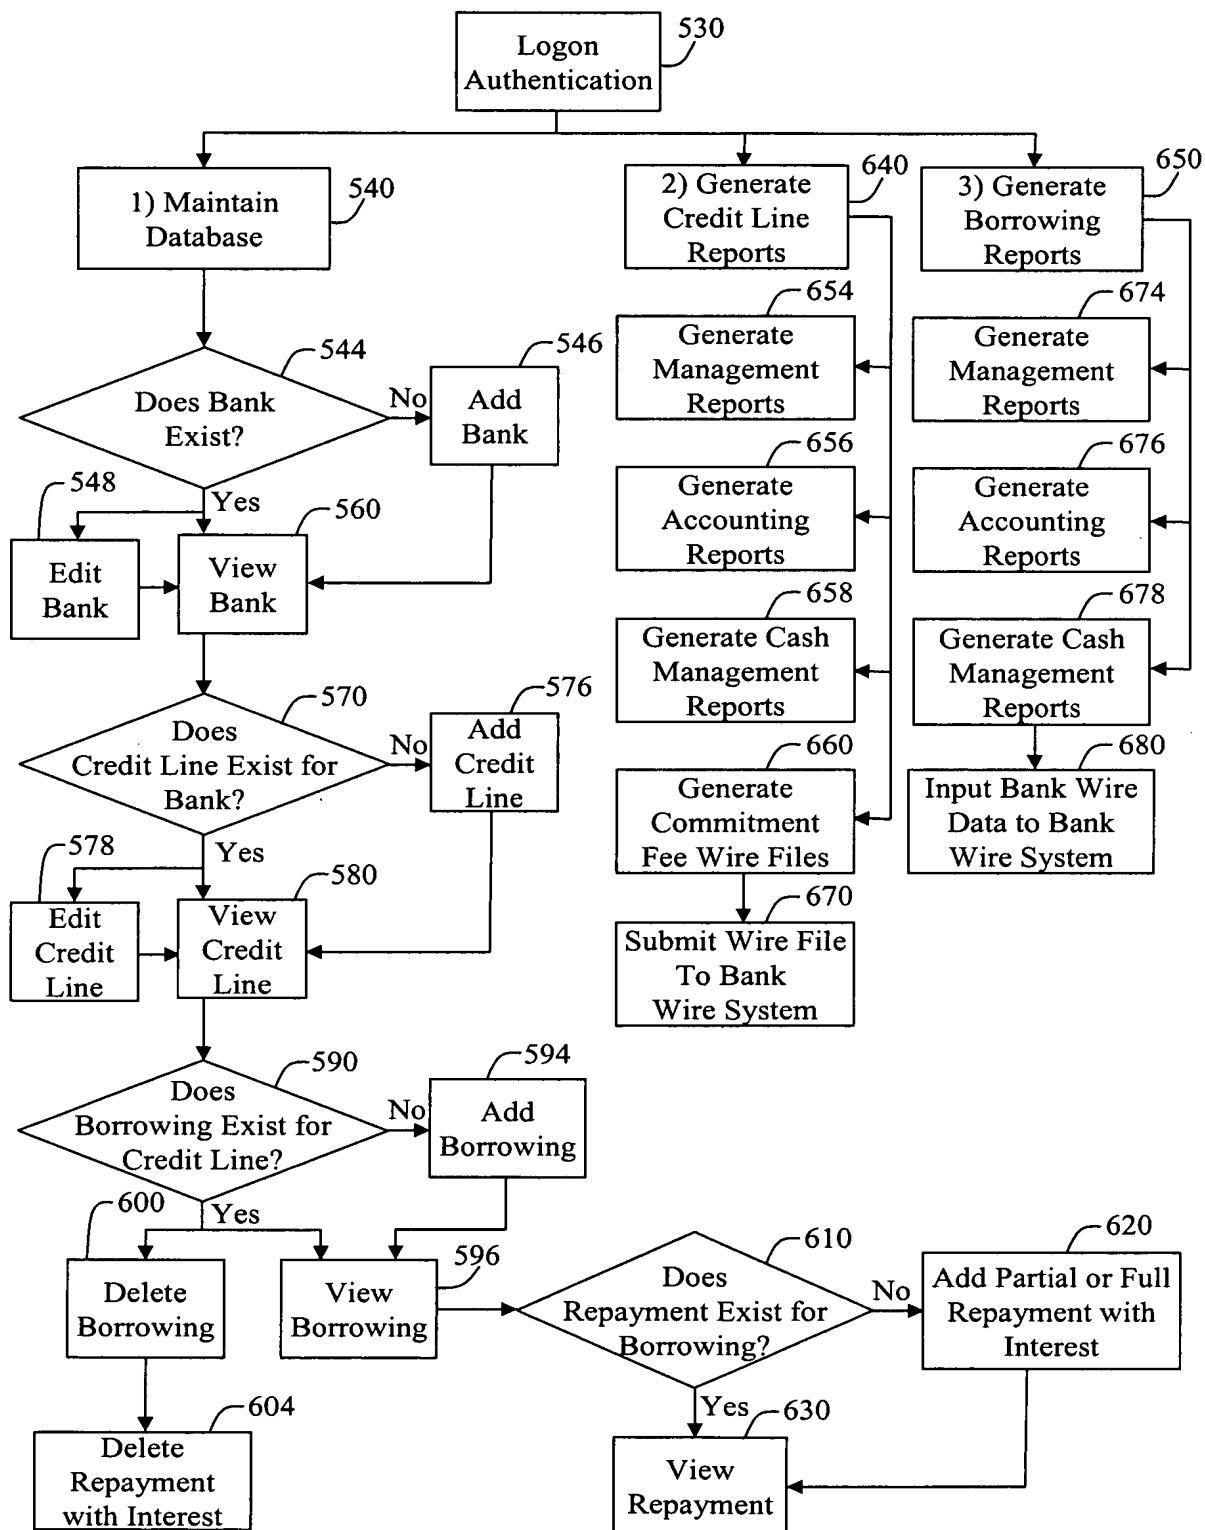 Logon
Authentication
530
1) Maintain
Database
540
2) Generate
Credit Line
Reports
640
3) Generate
Borrowing
Reports
650
Does Bank
Exist?
544
No
Add
Bank
546
Yes
Edit
Bank
548
View
Bank
560
Does
Credit Line Exist for
Bank?
570
No
Add
Credit
Line
576
Yes
Edit
Credit
Line
578
View
Credit
Line
580
Does
Borrowing Exist for
Credit Line?
590
No
Add
Borrowing
594
Yes
Delete
Borrowing
600
View
Borrowing
596
Delete
Repayment
with Interest
604
Does
Repayment Exist for
Borrowing?
610
No
Add Partial or Full
Repayment with
Interest
620
Yes
View
Repayment
630
Generate
Management
Reports
654
Generate
Accounting
Reports
656
Generate Cash
Management
Reports
658
Generate
Commitment
Fee Wire Files
660
Submit Wire File
To Bank
Wire System
670
Generate
Management
Reports
674
Generate
Accounting
Reports
676
Generate Cash
Management
Reports
678
Input Bank Wire
Data to Bank
Wire System
680